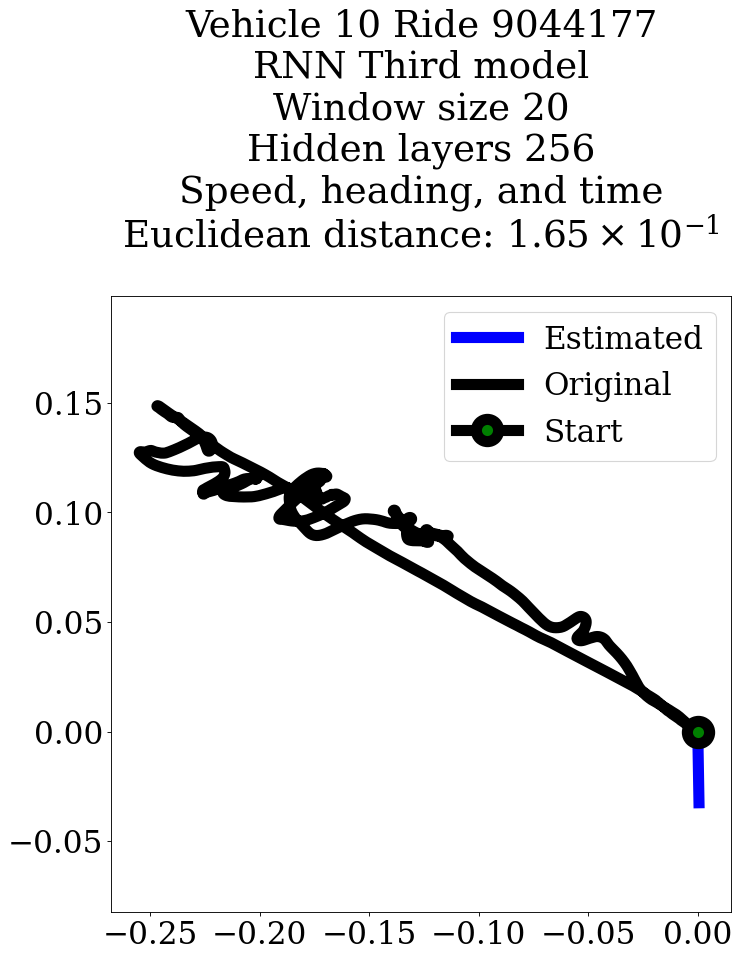 Vehicle 10 Ride 9044177
RNN Third model
Window size 20
Hidden layers 256
Speed, heading, and time
Euclidean distance: 1.65 × 10⁻¹
Estimated
Original
Start
0.15
0.10
0.05
0.00
−0.05
−0.25 −0.20 −0.15 −0.10 −0.05 0.00